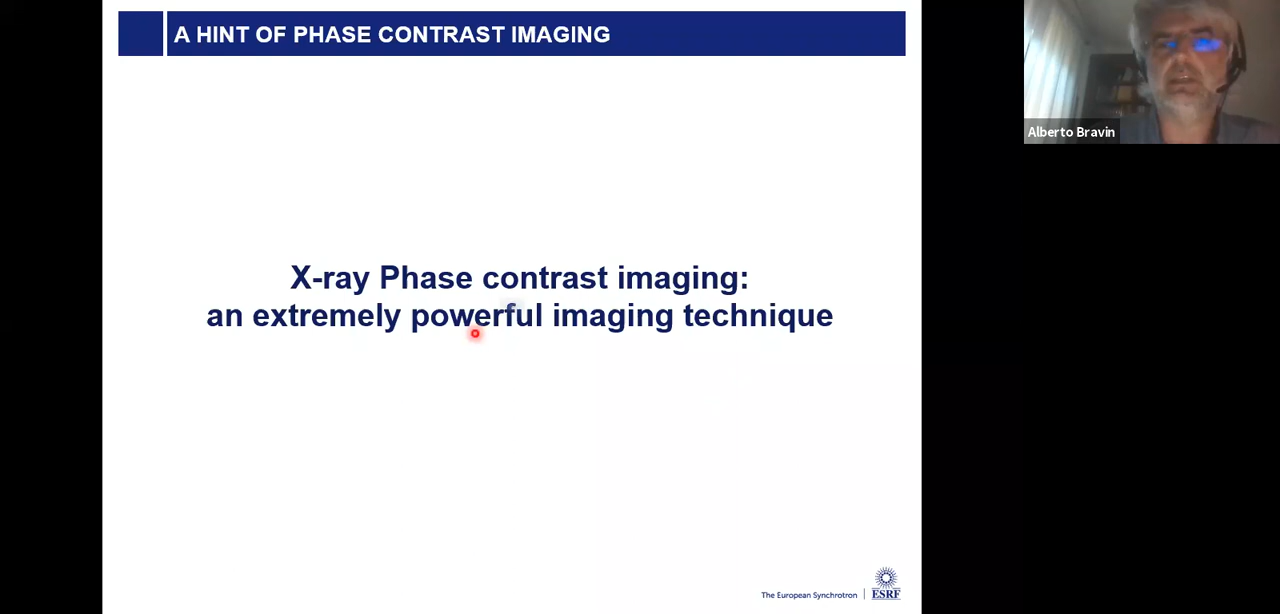 A HINT OF PHASE CONTRAST IMAGING
Alberto Bravin
X-ray Phase contrast imaging:
an extremely powerful imaging technique
The European Synchrotron
ESRF